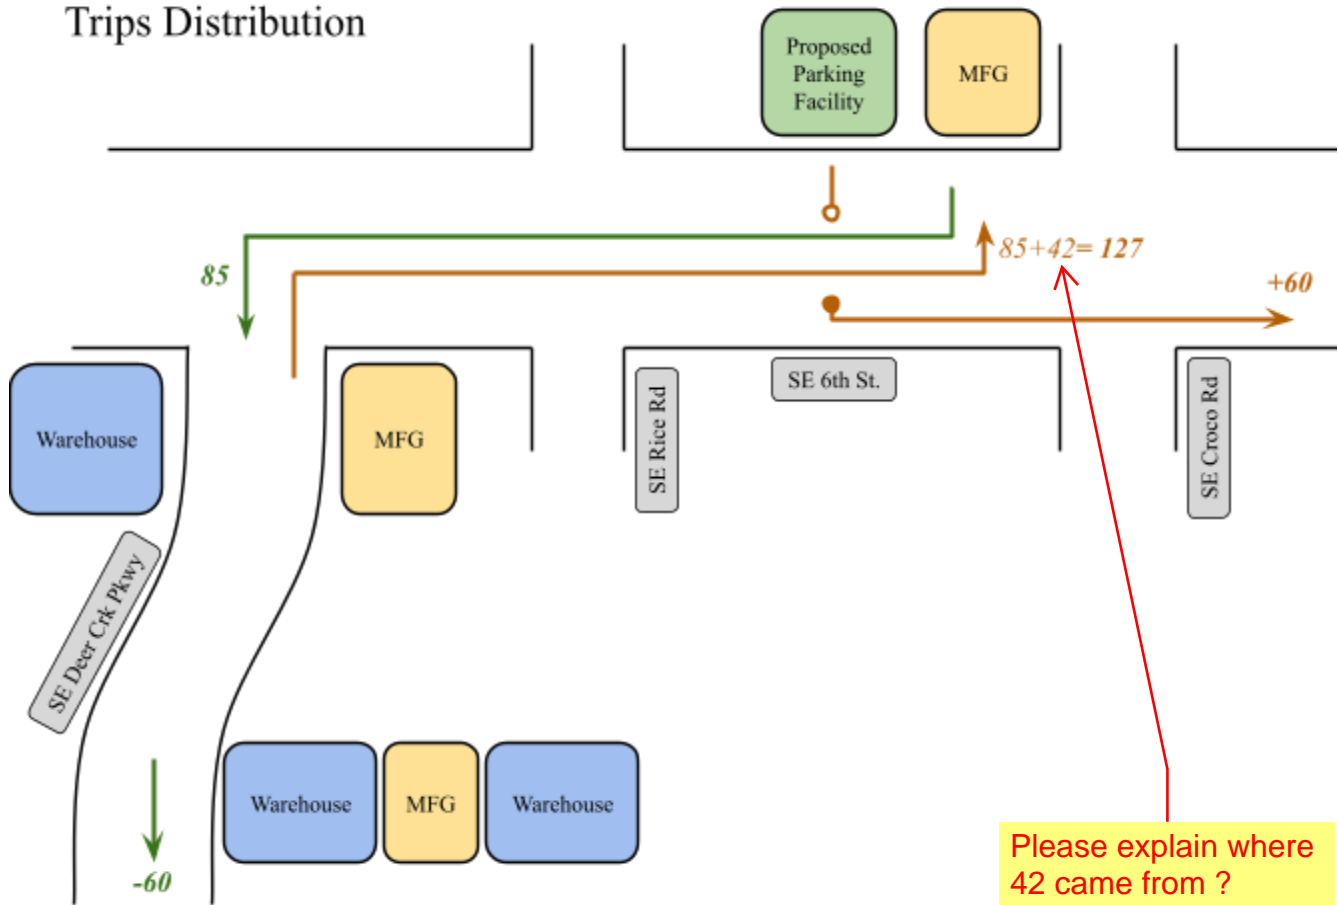 Trips Distribution
Proposed
Parking
Facility
MFG
85+42= 127
85
+60
Warehouse
MFG
SE Rice Rd
SE 6th St.
SE Croco Rd
SE Deer Crk Pkwy
Warehouse
MFG
Warehouse
-60
Please explain where
42 came from ?